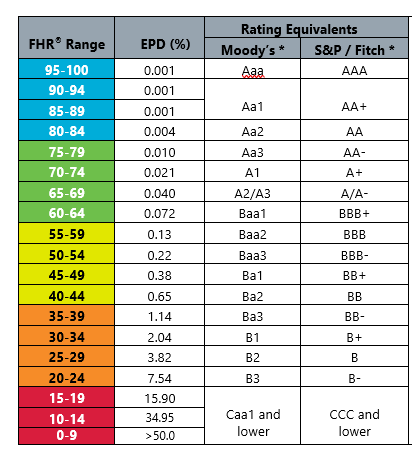 FHR® Range EPD (%) Rating Equivalents
Moody's * S&P / Fitch *
95-100 0.001 Aaa AAA
90-94 0.001
85-89 0.001 Aa1 AA+
80-84 0.004 Aa2 AA
75-79 0.010 Aa3 AA-
70-74 0.021 A1 A+
65-69 0.040 A2/A3 A/A-
60-64 0.072 Baa1 BBB+
55-59 0.13 Baa2 BBB
50-54 0.22 Baa3 BBB-
45-49 0.38 Ba1 BB+
40-44 0.65 Ba2 BB
35-39 1.14 Ba3 BB-
30-34 2.04 B1 B+
25-29 3.82 B2 B
20-24 7.54 B3 B-
15-19 15.90
10-14 34.95 Caa1 and CCC and
0-9 >50.0 lower lower